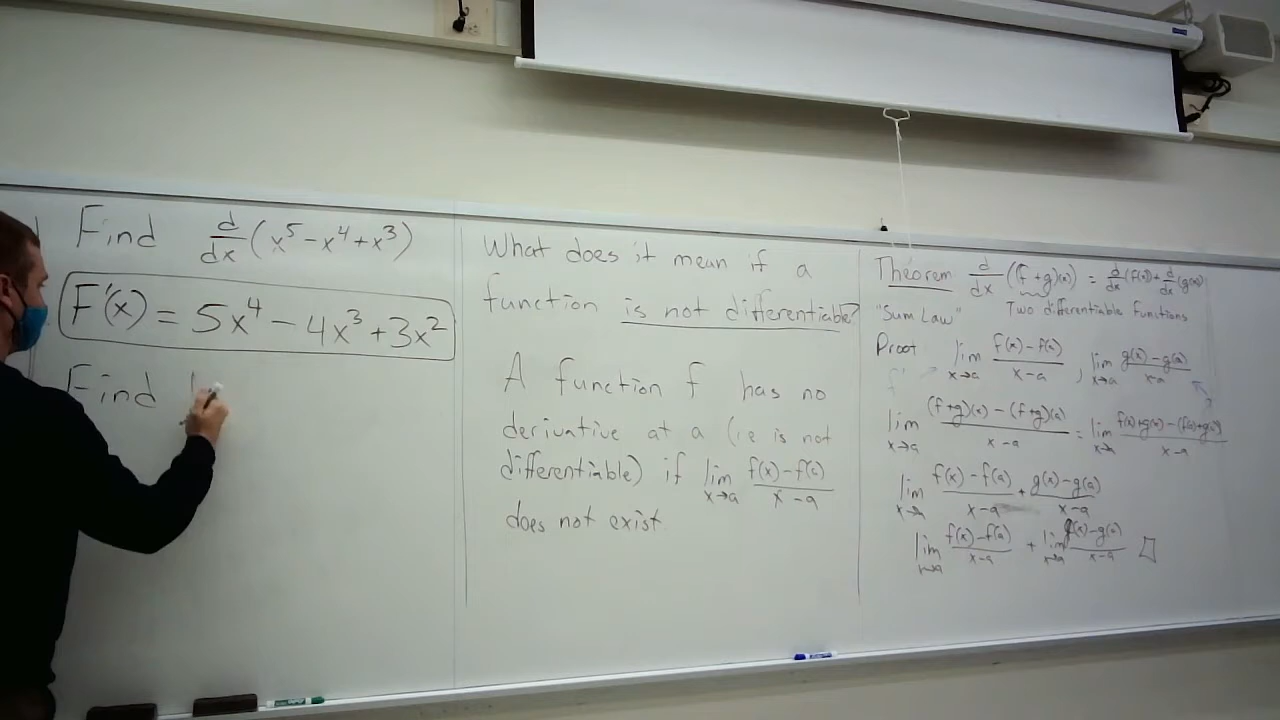 Find d/dx (x⁵ - x⁴ + x³)
F'(x) = 5x⁴ - 4x³ + 3x²
Find
What does it mean if a
function is not differentiable?
A function f has no
derivative at a (ie is not
differentiable) if lim x→a (f(x) - f(a))/(x - a)
does not exist
Theorem d/dx ((f+g)(x)) = d/dx (f(x)) + d/dx (g(x))
"Sum Law" Two differentiable functions
Proof lim x→a (f(x) - f(a))/(x - a) , lim x→a (g(x) - g(a))/(x - a)
lim x→a ((f+g)(x) - (f+g)(a))/(x - a) = lim x→a (f(x)+g(x) - (f(a)+g(a)))/(x - a)
lim x→a (f(x) - f(a))/(x - a) + (g(x) - g(a))/(x - a)
lim x→a (f(x) - f(a))/(x - a) + lim x→a (g(x) - g(a))/(x - a) □